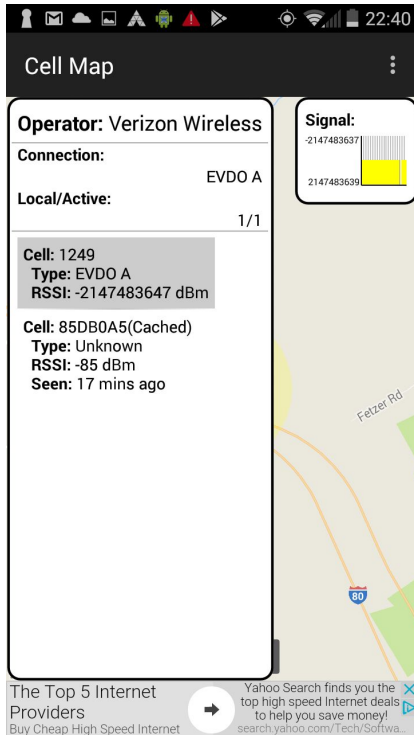 22:40
Cell Map
Operator: Verizon Wireless
Connection:
EVDO A
Local/Active:
1/1
Cell: 1249
Type: EVDO A
RSSI: -2147483647 dBm
Cell: 85DB0A5(Cached)
Type: Unknown
RSSI: -85 dBm
Seen: 17 mins ago
Signal:
-2147483637
2147483639
Fetzer Rd
80
The Top 5 Internet
Providers
Buy Cheap High Speed Internet
Yahoo Search finds you the
top high speed Internet deals
to help you save money!
search.yahoo.com/Tech/Softwa...